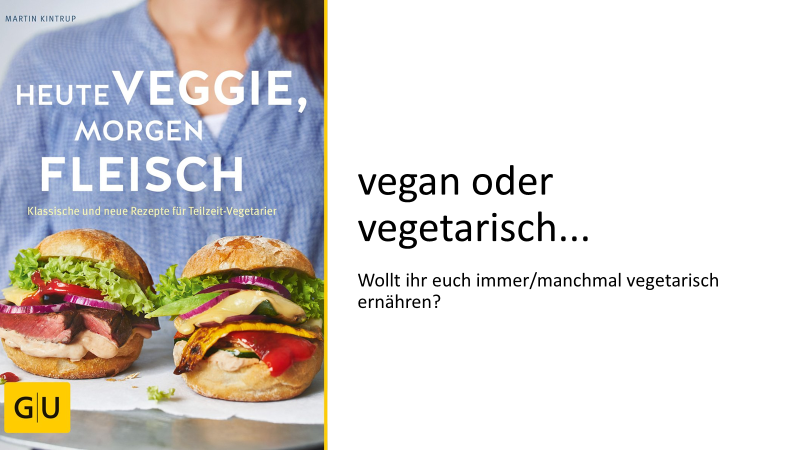 MARTIN KINTRUP
HEUTE VEGGIE,
MORGEN
FLEISCH
Klassische und neue Rezepte für Teilzeit-Vegetarier
G|U
vegan oder
vegetarisch...
Wollt ihr euch immer/manchmal vegetarisch
ernähren?